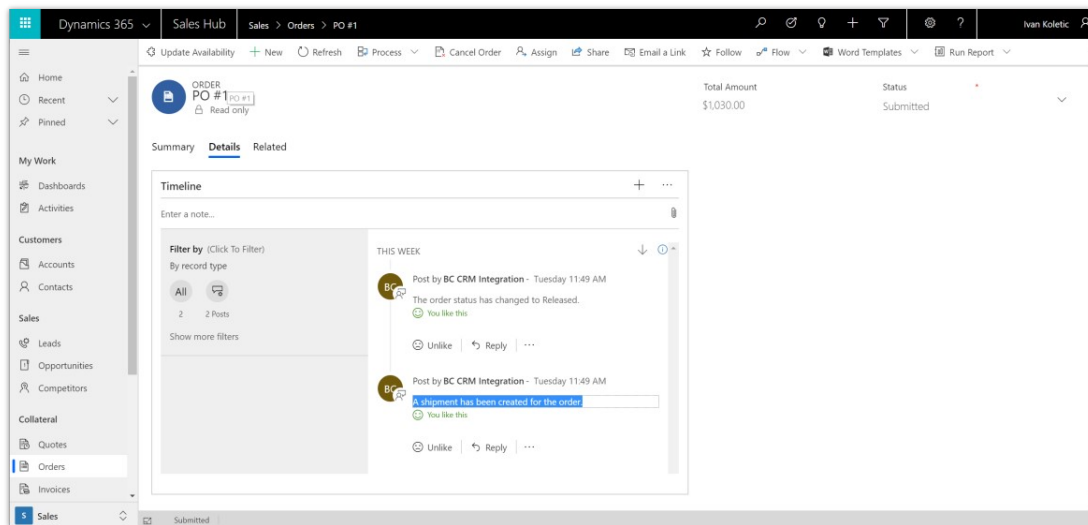 Dynamics 365
Sales Hub
Sales > Orders > PO #1
?
Ivan Koletic
Update Availability
New
Refresh
Process
Cancel Order
Assign
Share
Email a Link
Follow
Flow
Word Templates
Run Report
Home
Recent
Pinned
My Work
Dashboards
Activities
Customers
Accounts
Contacts
Sales
Leads
Opportunities
Competitors
Collateral
Quotes
Orders
Invoices
S Sales
ORDER
PO #1
PO #1
Read only
Total Amount
$1,030.00
Status *
Submitted
Summary
Details
Related
Timeline
Enter a note...
Filter by (Click To Filter)
By record type
All
2
2 Posts
Show more filters
THIS WEEK
BC
Post by BC CRM Integration - Tuesday 11:49 AM
The order status has changed to Released.
You like this
Unlike
Reply
BC
Post by BC CRM Integration - Tuesday 11:49 AM
A shipment has been created for the order.
You like this
Unlike
Reply
Submitted